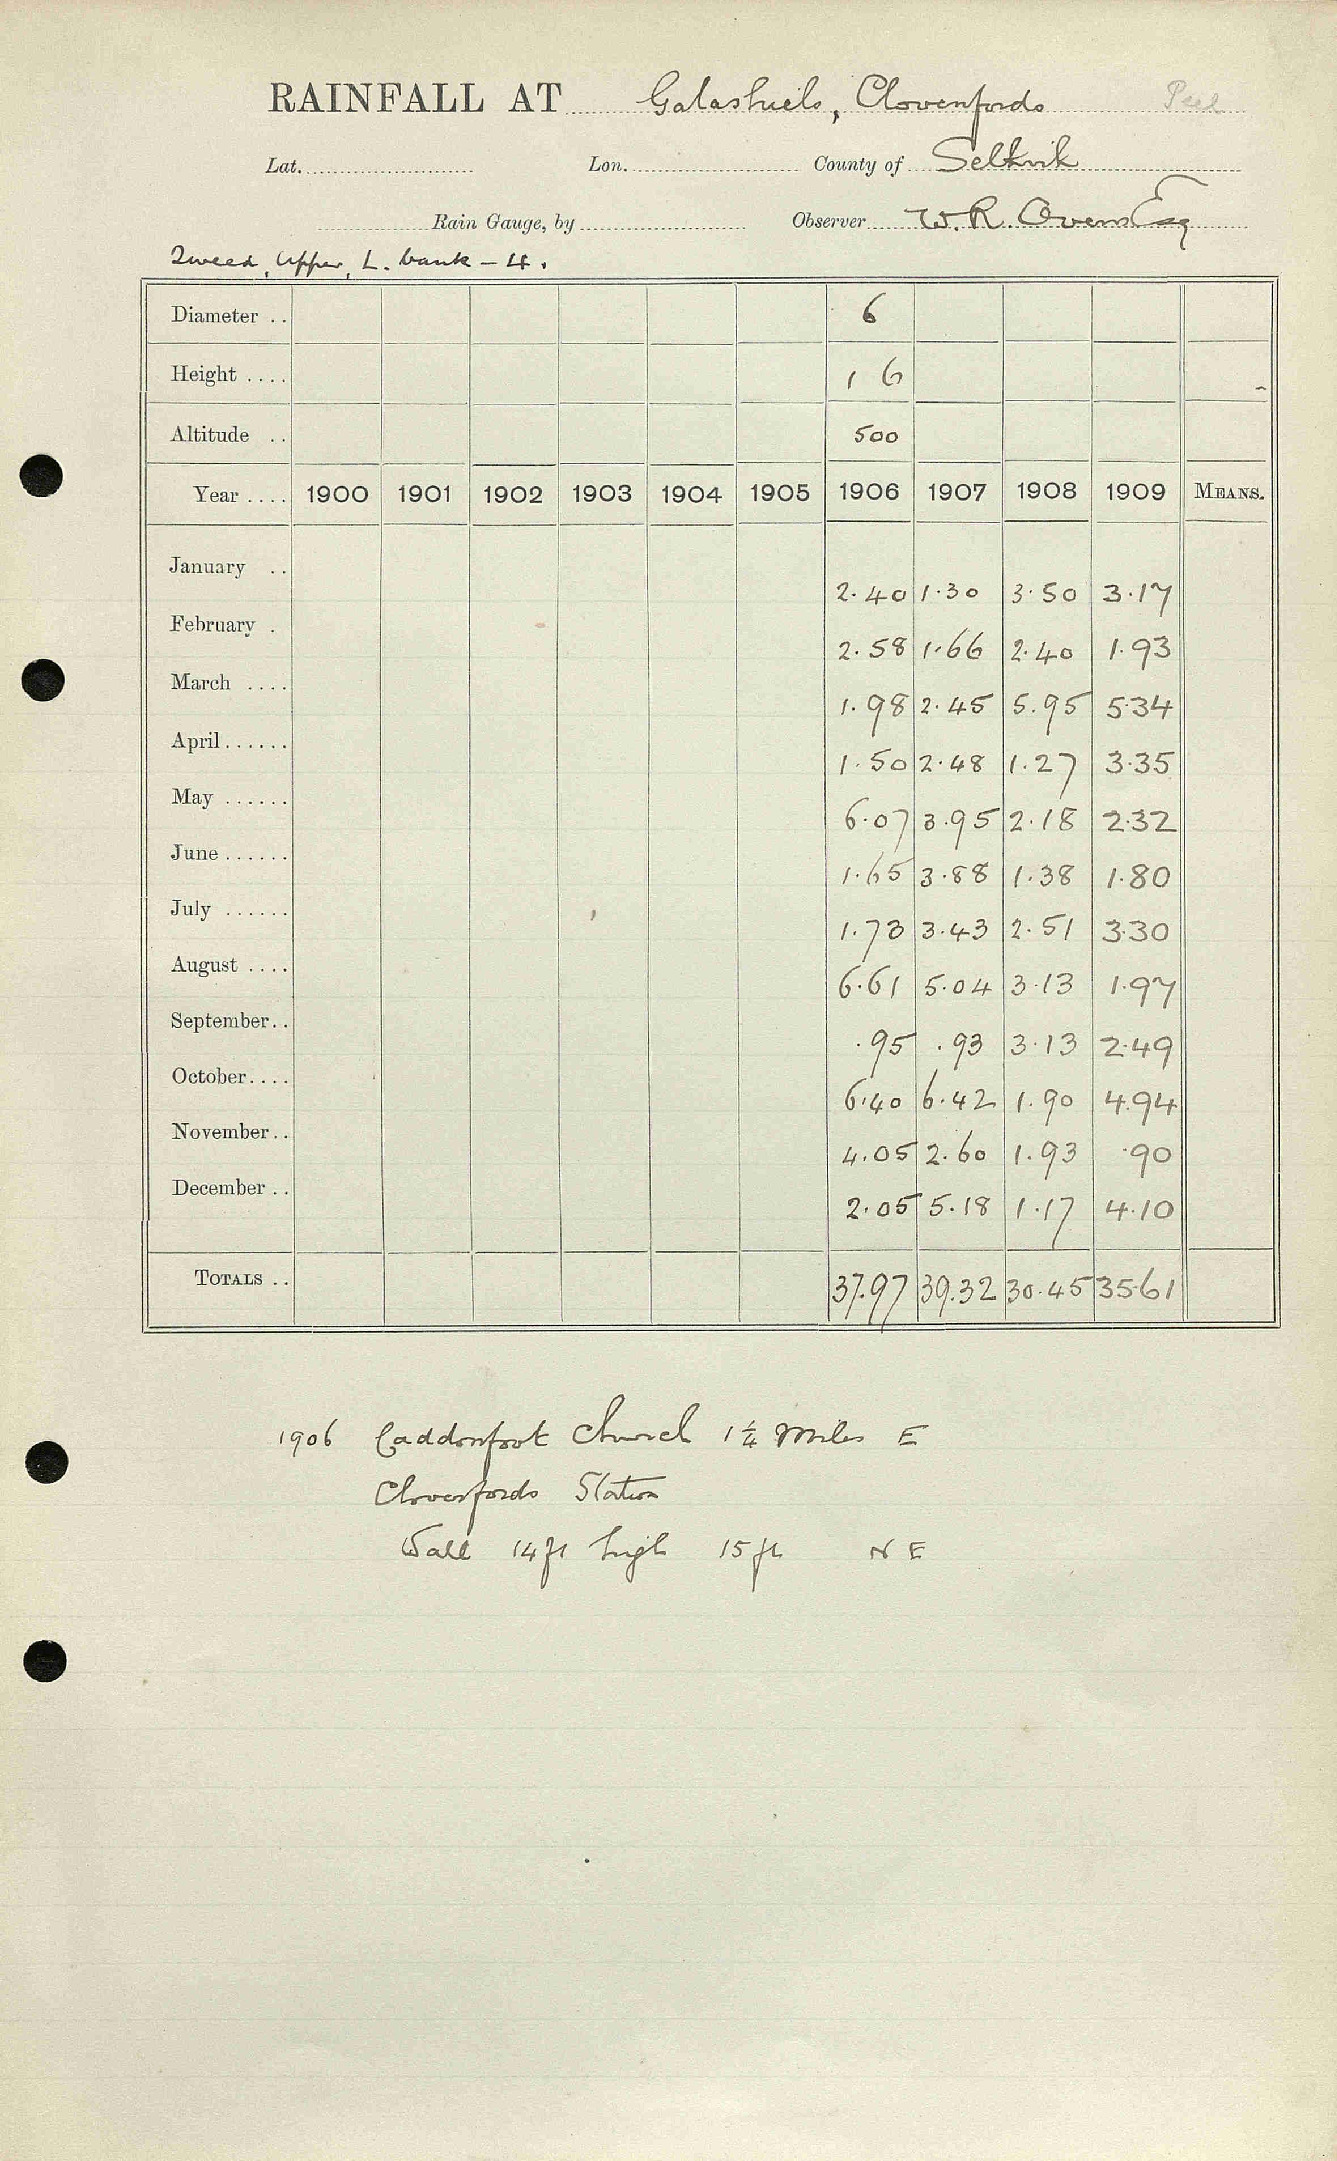 RAINFALL AT Galashiels, Clovenfords Peel
Lat. Lon. County of Selkirk
Rain Gauge, by Observer W. R. Ovens Esq
Tweed, Upper, L. bank - 4.
Diameter .. 6
Height .... 1 6
Altitude .. 500
Year .... 1900 1901 1902 1903 1904 1905 1906 1907 1908 1909 MEANS.
January .. 2.40 1.30 3.50 3.17
February . 2.58 1.66 2.40 1.93
March .... 1.98 2.45 5.95 5.34
April...... 1.50 2.48 1.27 3.35
May ...... 6.07 3.95 2.18 2.32
June...... 1.65 3.88 1.38 1.80
July ...... 1.73 3.43 2.51 3.30
August .... 6.61 5.04 3.13 1.97
September.. .95 .93 3.13 2.49
October.... 6.40 6.42 1.90 4.94
November.. 4.05 2.60 1.93 .90
December .. 2.05 5.18 1.17 4.10
TOTALS .. 37.97 39.32 30.45 35.61
1906 Caddonfoot Church 1¼ miles E
Clovenfords Station
Wall 14 ft high 15 ft N E